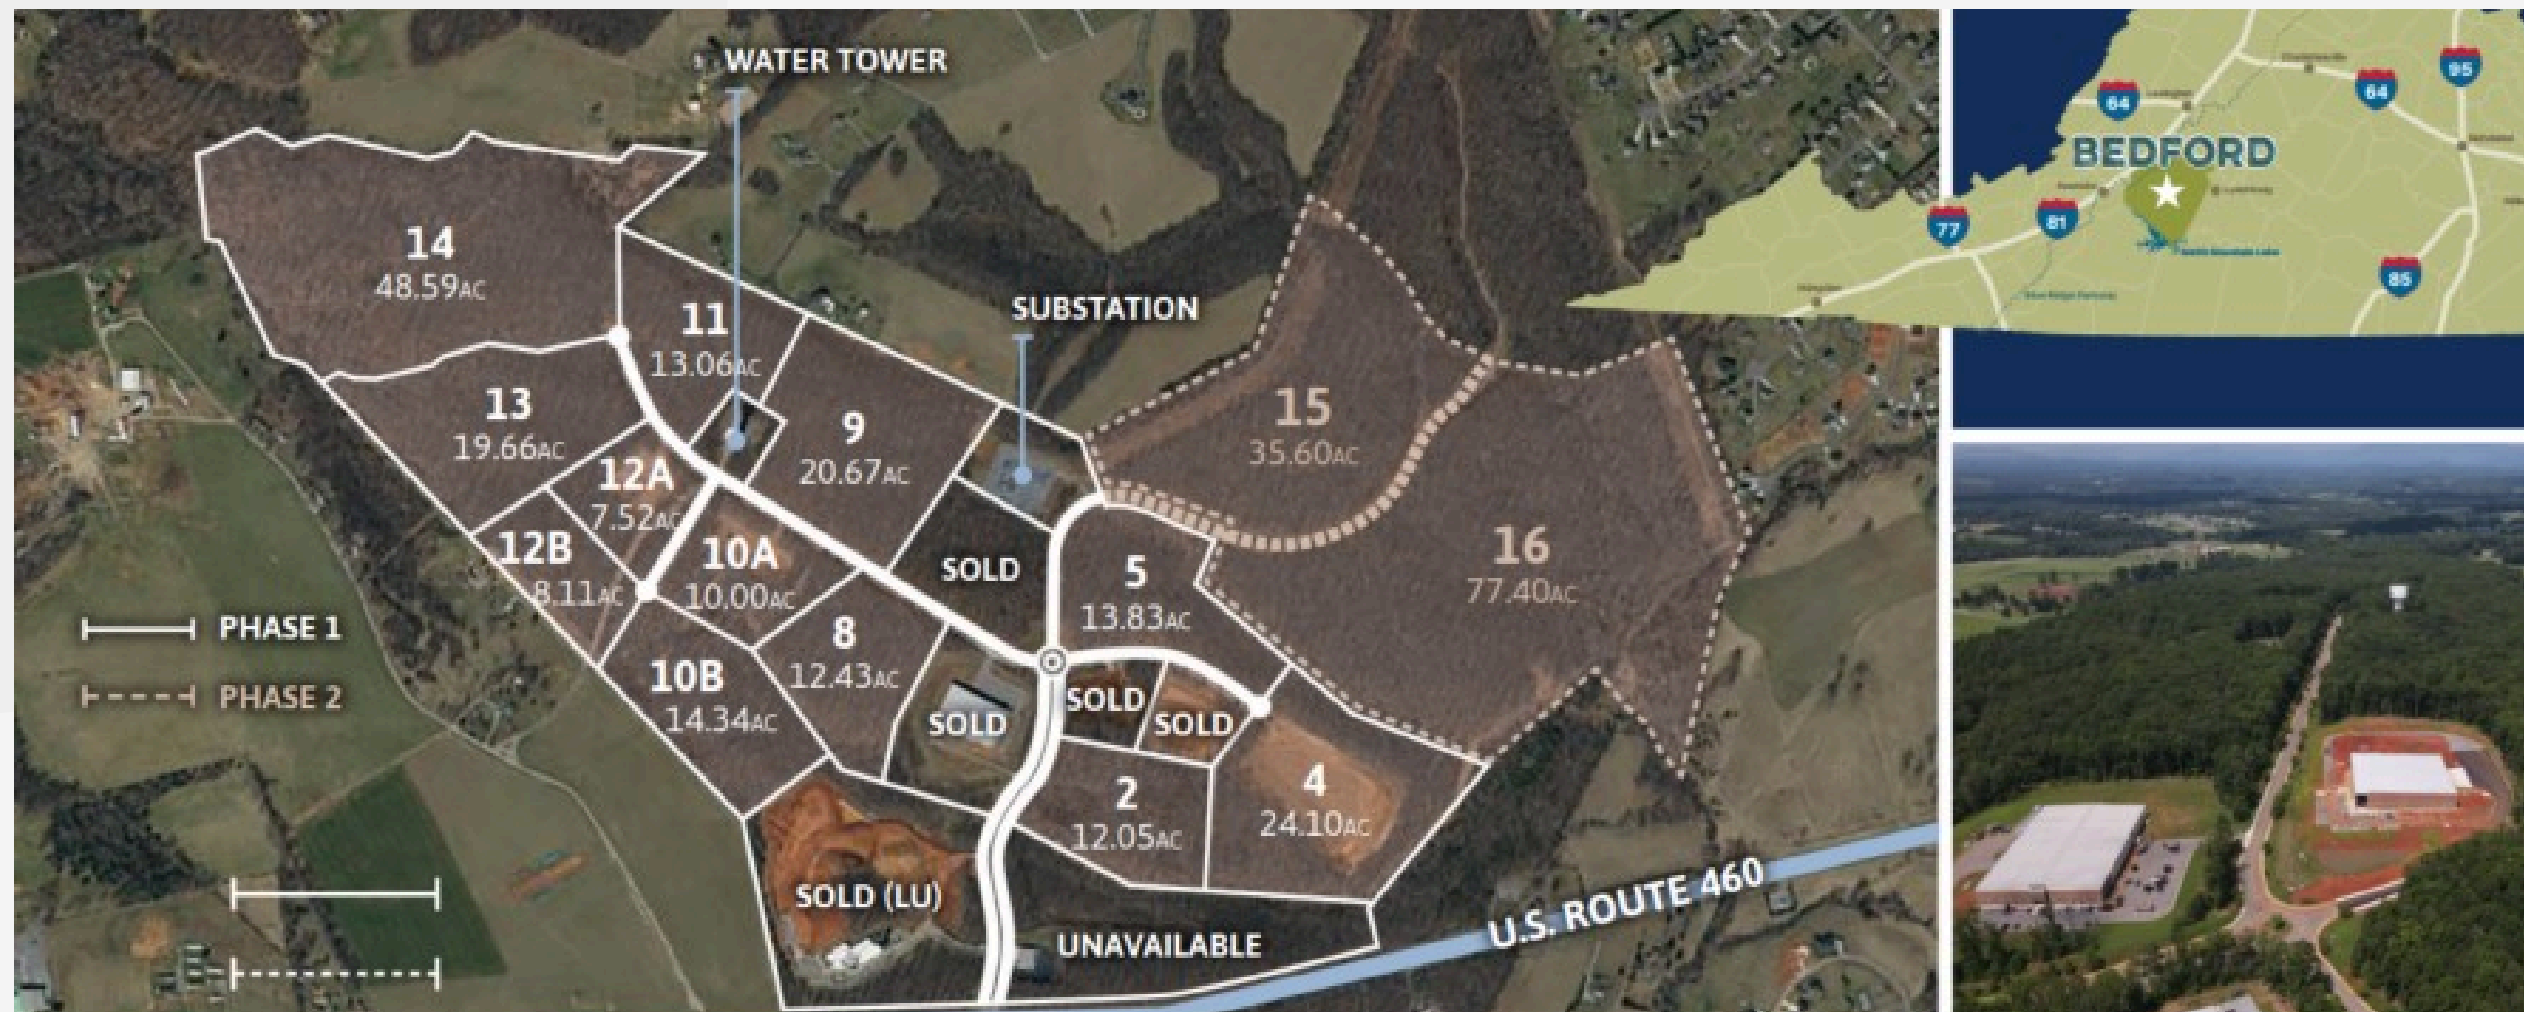 WATER TOWER
14
48.59AC
SUBSTATION
11
13.06AC
13
19.66AC
9
20.67AC
15
35.60AC
12A
7.52AC
12B
8.11AC
10A
10.00AC
SOLD
5
13.83AC
16
77.40AC
PHASE 1
PHASE 2
8
12.43AC
10B
14.34AC
SOLD
SOLD
SOLD
2
12.05AC
4
24.10AC
SOLD (LU)
UNAVAILABLE
U.S. ROUTE 460
95
64
64
BEDFORD
77
81
85
Smith Mountain Lake